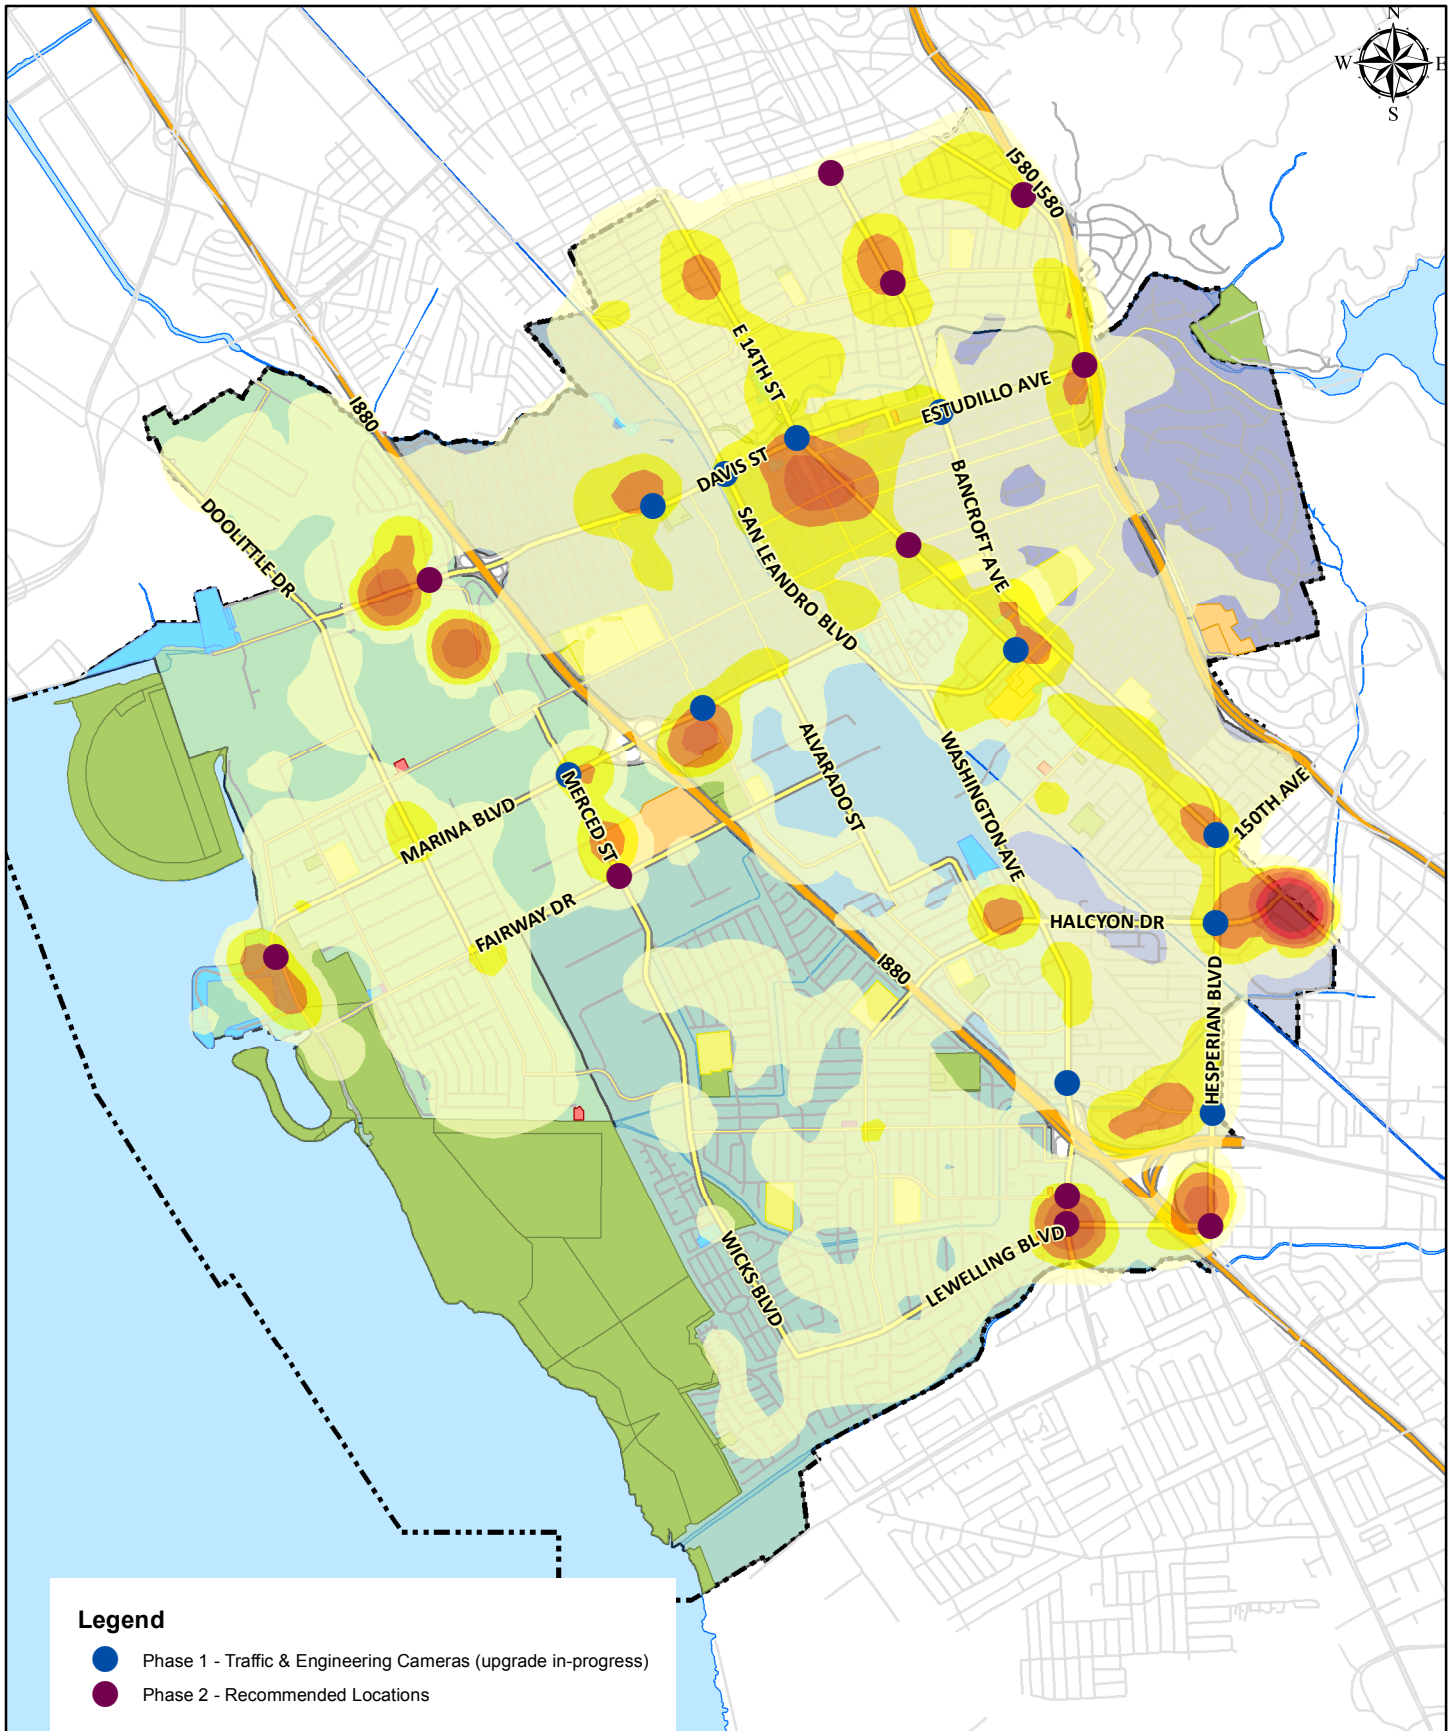 N
W E
S
I580
I580
E 14TH ST
I880
ESTUDILLO AVE
DAVIS ST
BANCROFT AVE
DOOLITTLE DR
SAN LEANDRO BLVD
ALVARADO ST
WASHINGTON AVE
MERCED ST
MARINA BLVD
150TH AVE
FAIRWAY DR
HALCYON DR
I880
HESPERIAN BLVD
WICKS BLVD
LEWELLING BLVD
Legend
Phase 1 - Traffic & Engineering Cameras (upgrade in-progress)
Phase 2 - Recommended Locations